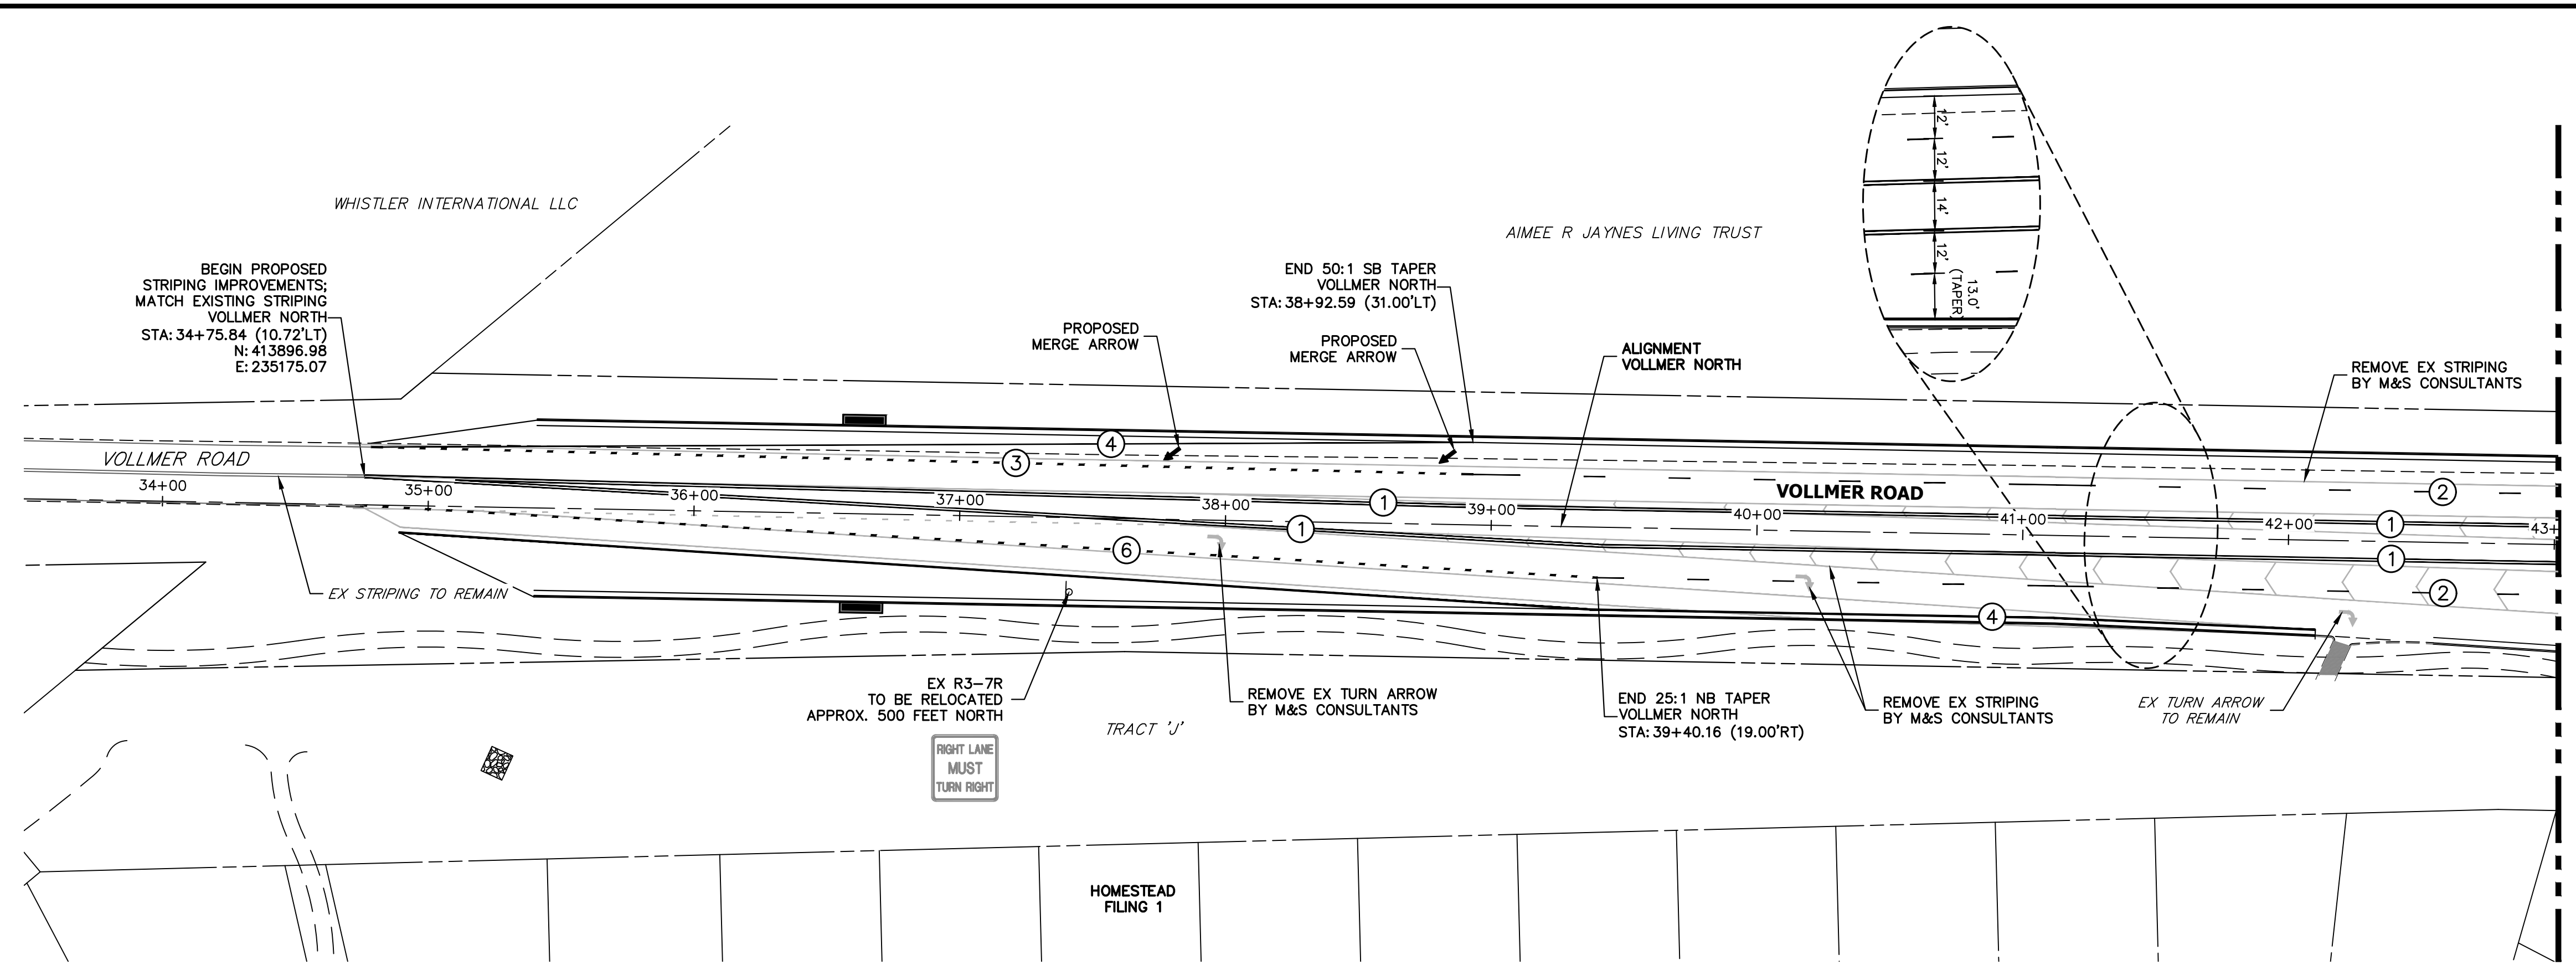 WHISTLER INTERNATIONAL LLC
AIMEE R JAYNES LIVING TRUST
12'
12'
14'
12'
13.0'
(TAPER)
BEGIN PROPOSED
STRIPING IMPROVEMENTS;
MATCH EXISTING STRIPING
VOLLMER NORTH
STA: 34+75.84 (10.72'LT)
N: 413896.98
E: 235175.07
END 50:1 SB TAPER
VOLLMER NORTH
STA: 38+92.59 (31.00'LT)
PROPOSED
MERGE ARROW
PROPOSED
MERGE ARROW
ALIGNMENT
VOLLMER NORTH
REMOVE EX STRIPING
BY M&S CONSULTANTS
VOLLMER ROAD
4
3
VOLLMER ROAD
2
34+00
35+00
36+00
37+00
38+00
39+00
40+00
41+00
42+00
43+
1
1
1
1
6
2
4
EX STRIPING TO REMAIN
EX R3-7R
TO BE RELOCATED
APPROX. 500 FEET NORTH
RIGHT LANE
MUST
TURN RIGHT
TRACT 'J'
REMOVE EX TURN ARROW
BY M&S CONSULTANTS
END 25:1 NB TAPER
VOLLMER NORTH
STA: 39+40.16 (19.00'RT)
REMOVE EX STRIPING
BY M&S CONSULTANTS
EX TURN ARROW
TO REMAIN
HOMESTEAD
FILING 1